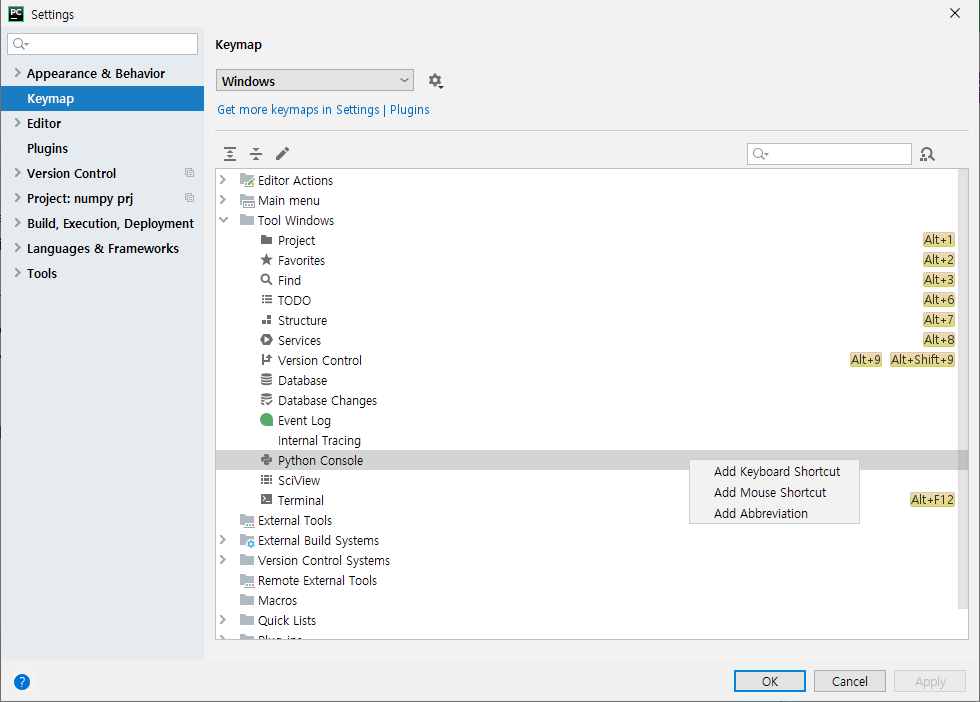 PC Settings
Keymap
Appearance & Behavior
Keymap
Editor
Plugins
Version Control
Project: numpy prj
Build, Execution, Deployment
Languages & Frameworks
Tools
Windows
Get more keymaps in Settings | Plugins
Editor Actions
Main menu
Tool Windows
Project Alt+1
Favorites Alt+2
Find Alt+3
TODO Alt+6
Structure Alt+7
Services Alt+8
Version Control Alt+9 Alt+Shift+9
Database
Database Changes
Event Log
Internal Tracing
Python Console
SciView
Terminal Alt+F12
Add Keyboard Shortcut
Add Mouse Shortcut
Add Abbreviation
External Tools
External Build Systems
Version Control Systems
Remote External Tools
Macros
Quick Lists
? OK Cancel Apply